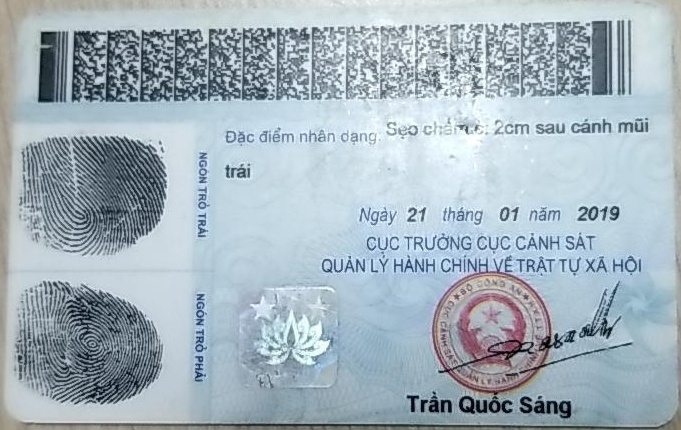 Đặc điểm nhân dạng: Sẹo chấm c: 2cm sau cánh mũi
trái
NGÓN TRỎ TRÁI
NGÓN TRỎ PHẢI
Ngày 21 tháng 01 năm 2019
CỤC TRƯỞNG CỤC CẢNH SÁT
QUẢN LÝ HÀNH CHÍNH VỀ TRẬT TỰ XÃ HỘI
BỘ CÔNG AN
Trần Quốc Sáng